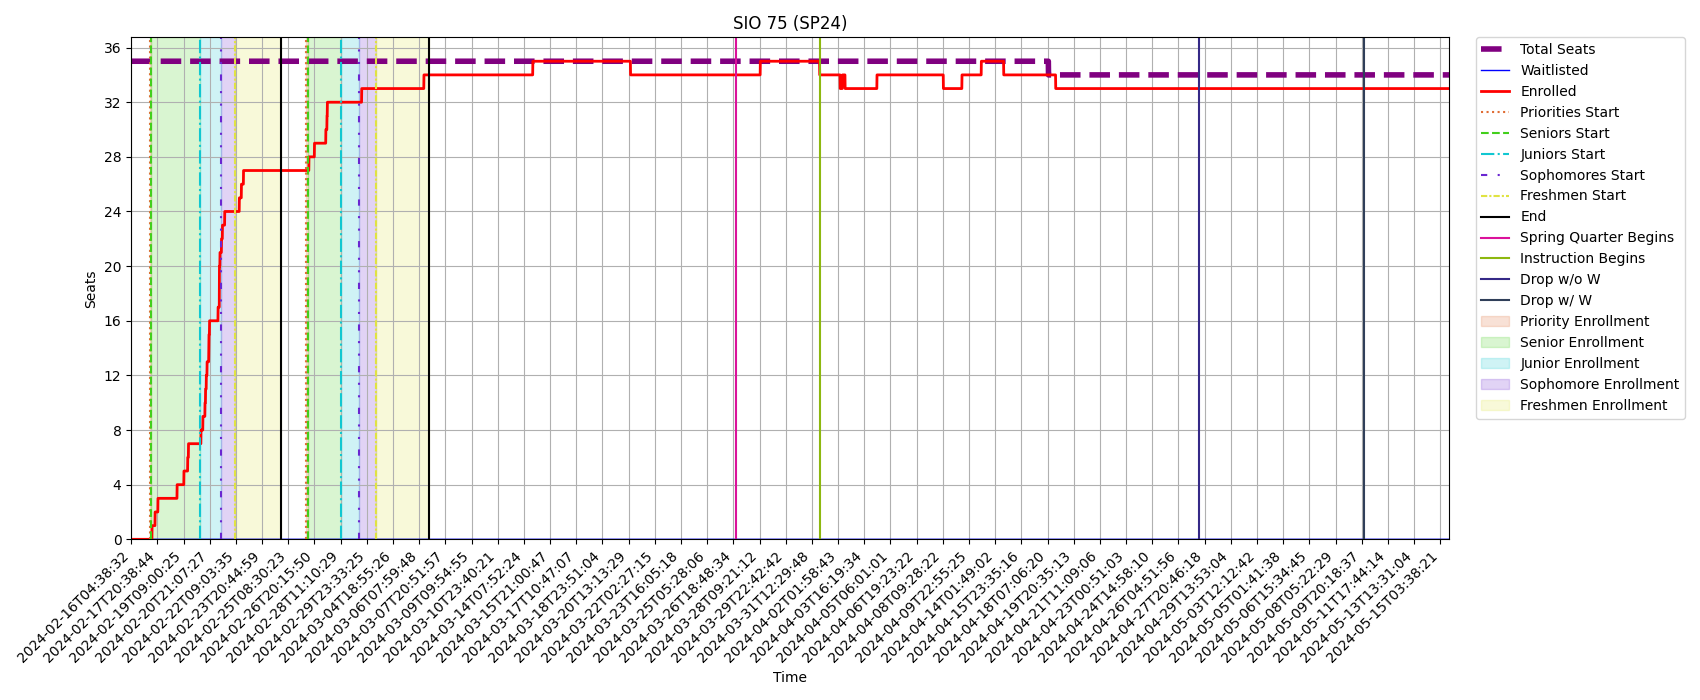 SIO 75 (SP24)
36
32
28
24
20
16
12
8
4
0
Seats
2024-02-16T04:38:32
2024-02-17T20:38:44
2024-02-19T09:00:25
2024-02-20T21:07:27
2024-02-22T09:03:35
2024-02-23T20:44:59
2024-02-25T08:30:23
2024-02-26T20:15:50
2024-02-28T11:10:29
2024-02-29T23:33:25
2024-03-04T18:55:26
2024-03-06T07:59:48
2024-03-07T20:51:57
2024-03-09T09:54:55
2024-03-10T23:40:21
2024-03-14T07:52:24
2024-03-15T21:00:47
2024-03-17T10:47:07
2024-03-18T23:51:04
2024-03-20T13:13:29
2024-03-22T02:27:15
2024-03-23T16:05:18
2024-03-25T05:28:06
2024-03-26T18:48:34
2024-03-28T09:21:12
2024-03-29T22:42:42
2024-03-31T12:29:48
2024-04-02T01:58:43
2024-04-03T16:19:34
2024-04-05T06:01:01
2024-04-06T19:23:22
2024-04-08T09:28:22
2024-04-09T22:55:25
2024-04-14T01:49:02
2024-04-15T23:35:16
2024-04-18T07:06:20
2024-04-19T20:35:13
2024-04-21T11:09:06
2024-04-23T00:51:03
2024-04-24T14:58:10
2024-04-26T04:51:56
2024-04-27T20:46:18
2024-04-29T13:53:04
2024-05-03T12:12:42
2024-05-05T01:41:38
2024-05-06T15:34:45
2024-05-08T05:22:29
2024-05-09T20:18:37
2024-05-11T17:44:14
2024-05-13T13:31:04
2024-05-15T03:38:21
Time
Total Seats
Waitlisted
Enrolled
Priorities Start
Seniors Start
Juniors Start
Sophomores Start
Freshmen Start
End
Spring Quarter Begins
Instruction Begins
Drop w/o W
Drop w/ W
Priority Enrollment
Senior Enrollment
Junior Enrollment
Sophomore Enrollment
Freshmen Enrollment